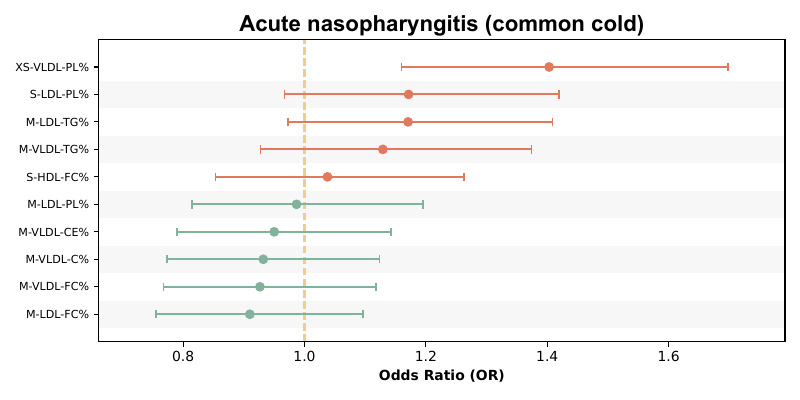 Acute nasopharyngitis (common cold)
XS-VLDL-PL%
S-LDL-PL%
M-LDL-TG%
M-VLDL-TG%
S-HDL-FC%
M-LDL-PL%
M-VLDL-CE%
M-VLDL-C%
M-VLDL-FC%
M-LDL-FC%
0.8 1.0 1.2 1.4 1.6
Odds Ratio (OR)